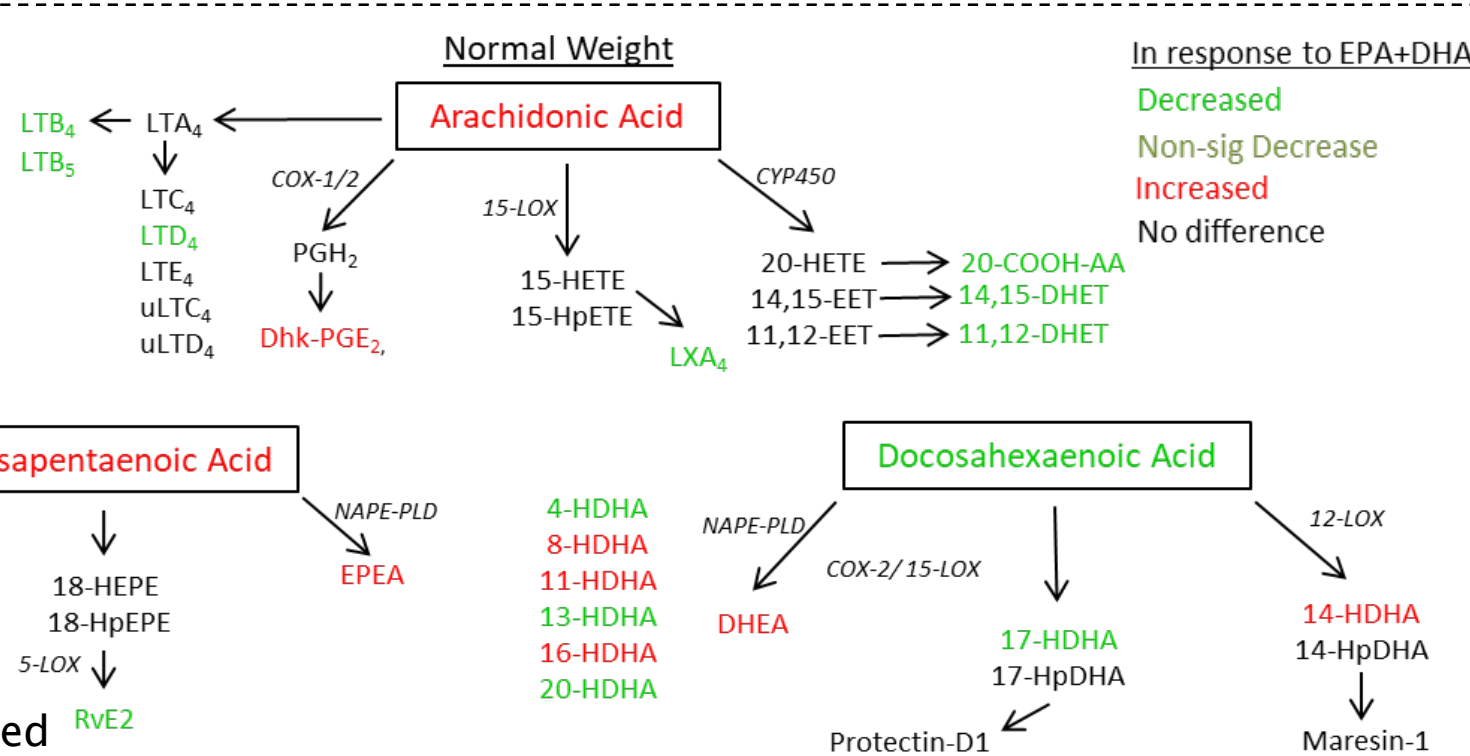 Normal Weight
In response to EPA+DHA
Decreased
Non-sig Decrease
Increased
No difference
Arachidonic Acid
LTB4
LTB5
LTA4
LTC4
LTD4
LTE4
uLTC4
uLTD4
COX-1/2
PGH2
Dhk-PGE2,
15-LOX
15-HETE
15-HpETE
LXA4
CYP450
20-HETE
20-COOH-AA
14,15-EET
14,15-DHET
11,12-EET
11,12-DHET
sapentaenoic Acid
NAPE-PLD
EPEA
18-HEPE
18-HpEPE
5-LOX
RvE2
ed
4-HDHA
8-HDHA
11-HDHA
13-HDHA
16-HDHA
20-HDHA
Docosahexaenoic Acid
NAPE-PLD
DHEA
COX-2/ 15-LOX
17-HDHA
17-HpDHA
Protectin-D1
12-LOX
14-HDHA
14-HpDHA
Maresin-1